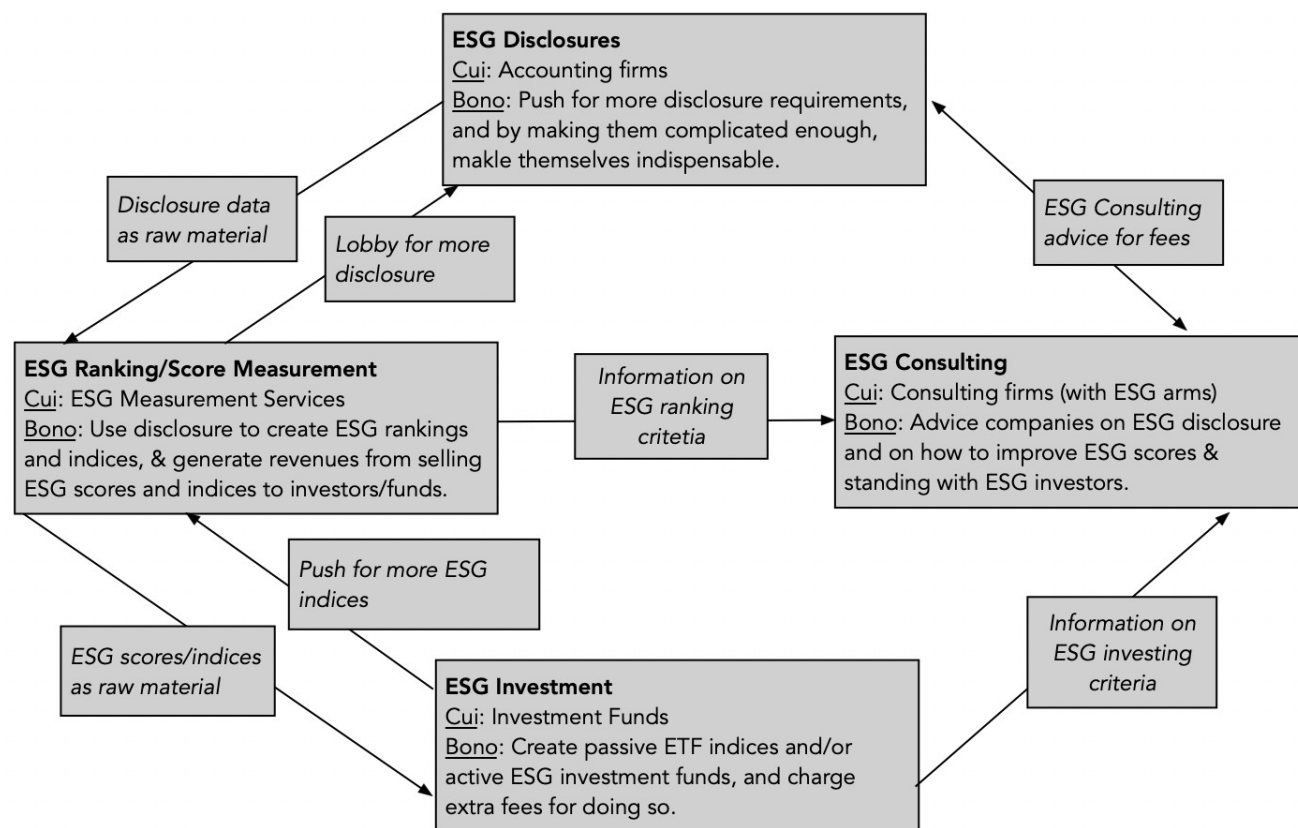 ESG Disclosures
Cui: Accounting firms
Bono: Push for more disclosure requirements,
and by making them complicated enough,
makle themselves indispensable.
Disclosure data
as raw material
Lobby for more
disclosure
ESG Consulting
advice for fees
ESG Ranking/Score Measurement
Cui: ESG Measurement Services
Bono: Use disclosure to create ESG rankings
and indices, & generate revenues from selling
ESG scores and indices to investors/funds.
Information on
ESG ranking
critetia
ESG Consulting
Cui: Consulting firms (with ESG arms)
Bono: Advice companies on ESG disclosure
and on how to improve ESG scores &
standing with ESG investors.
Push for more ESG
indices
ESG scores/indices
as raw material
Information on
ESG investing
criteria
ESG Investment
Cui: Investment Funds
Bono: Create passive ETF indices and/or
active ESG investment funds, and charge
extra fees for doing so.